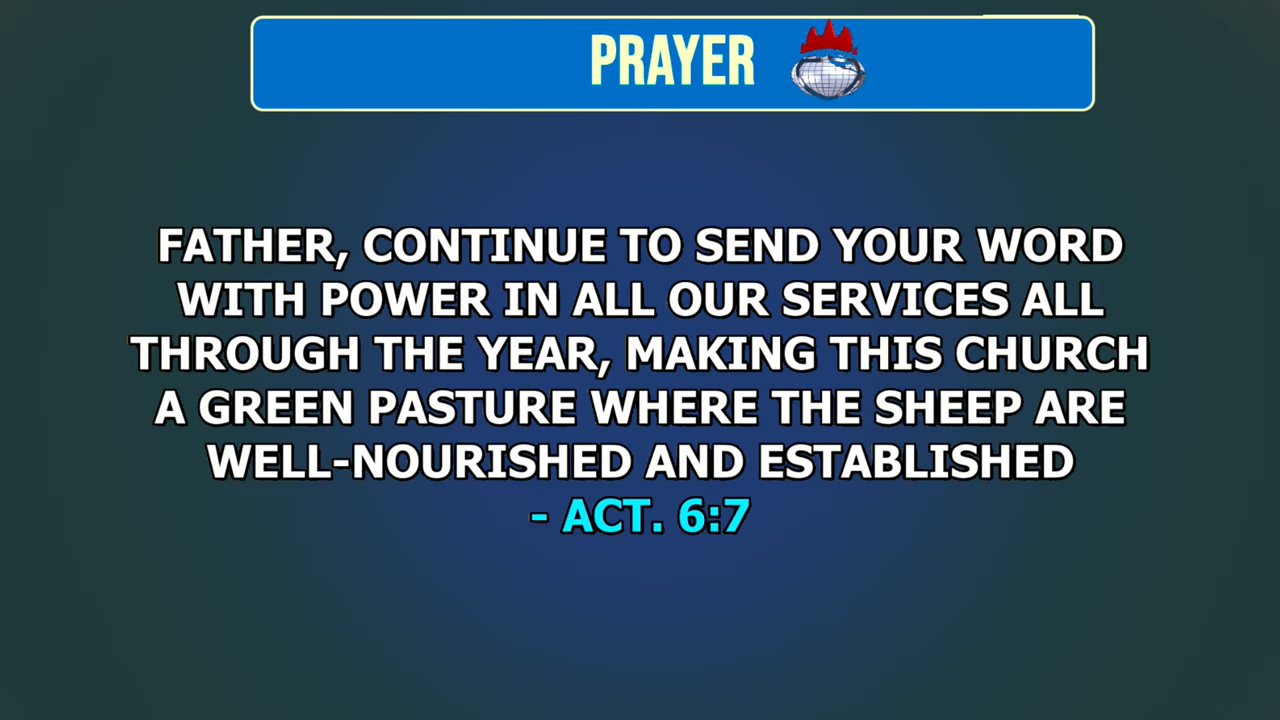 PRAYER
FATHER, CONTINUE TO SEND YOUR WORD
WITH POWER IN ALL OUR SERVICES ALL
THROUGH THE YEAR, MAKING THIS CHURCH
A GREEN PASTURE WHERE THE SHEEP ARE
WELL-NOURISHED AND ESTABLISHED
- ACT. 6:7